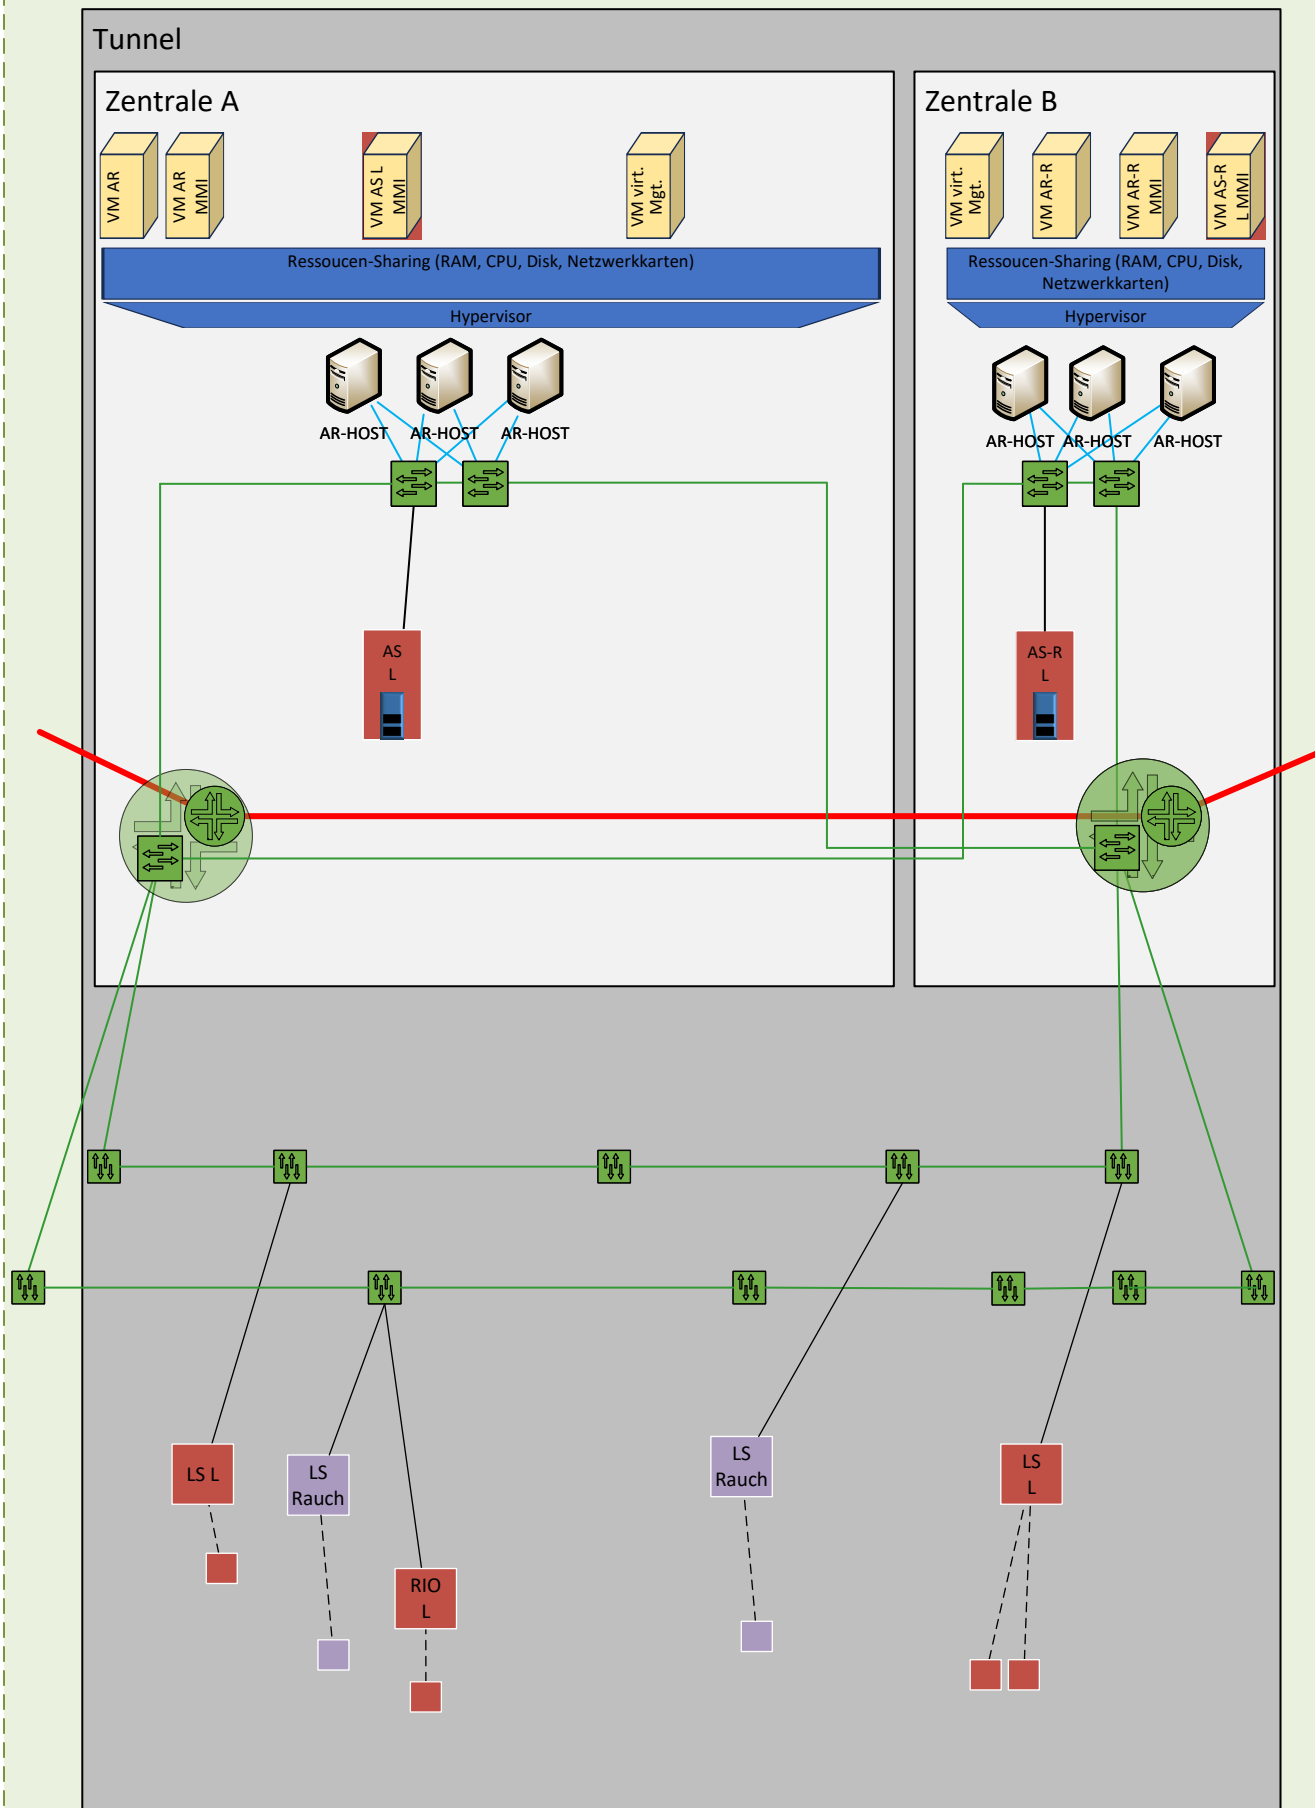 Tunnel
Zentrale A
Zentrale B
VM AR
VM AR
MMI
VM AS L
MMI
VM virt.
Mgt.
VM virt.
Mgt.
VM AR-R
VM AR-R
MMI
VM AS-R
L MMI
Ressoucen-Sharing (RAM, CPU, Disk, Netzwerkkarten)
Ressoucen-Sharing (RAM, CPU, Disk,
Netzwerkkarten)
Hypervisor
Hypervisor
AR-HOST
AR-HOST
AR-HOST
AR-HOST
AR-HOST
AR-HOST
AS
L
AS-R
L
LS L
LS
Rauch
RIO
L
LS
Rauch
LS
L